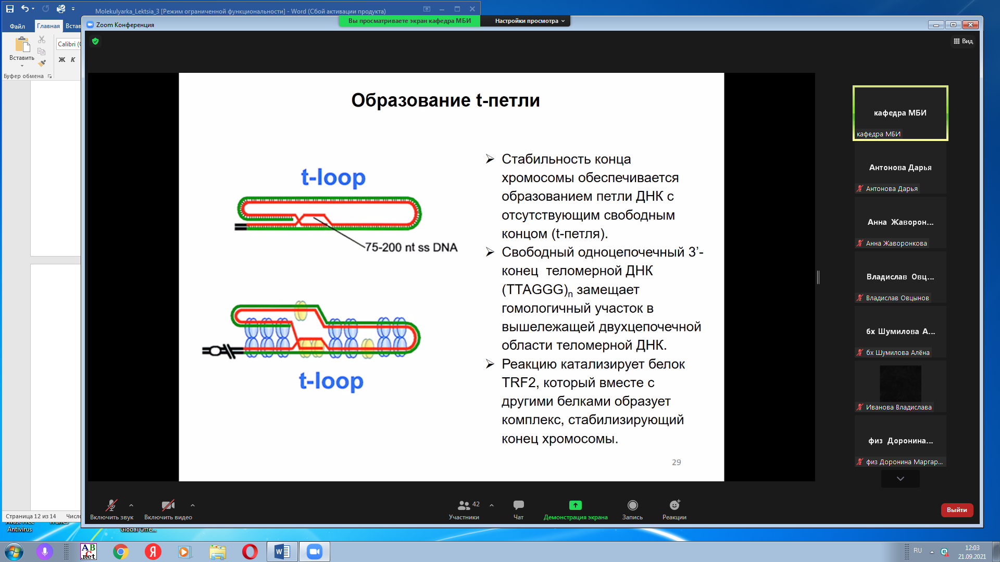 Molekulyarka_Lektsia_3 [Режим ограниченной функциональности] - Word (Сбой активации продукта)
Файл
Главная
Встав
Вставить
Calibri (
Ж К
Буфер обмена
Zoom Конференция
Вы просматриваете экран кафедра МБИ
Настройки просмотра
Вид
Образование t-петли
t-loop
75-200 nt ss DNA
t-loop
Стабильность конца
хромосомы обеспечивается
образованием петли ДНК с
отсутствующим свободным
концом (t-петля).
Свободный одноцепочечный 3’-
конец теломерной ДНК
(TTAGGG)n замещает
гомологичный участок в
вышележащей двухцепочечной
области теломерной ДНК.
Реакцию катализирует белок
TRF2, который вместе с
другими белками образует
комплекс, стабилизирующий
конец хромосомы.
29
кафедра МБИ
кафедра МБИ
Антонова Дарья
Антонова Дарья
Анна Жаворон...
Анна Жаворонкова
Владислав Овц...
Владислав Овцынов
бх Шумилова А...
бх Шумилова Алёна
Иванова Владислава
физ Доронина...
физ Доронина Маргар...
Включить звук
Включить видео
42
Участники
Чат
Демонстрация экрана
Запись
Реакции
Выйти
Страница 12 из 14
Число
Antivirus
Global Offe...
ABC.net
RU
12:03
21.09.2021